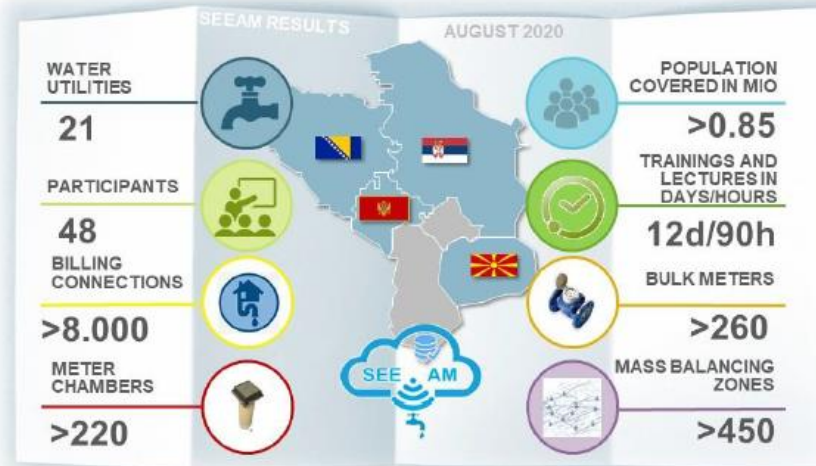 SEEAM RESULTS
AUGUST 2020
WATER
UTILITIES
21
PARTICIPANTS
48
BILLING
CONNECTIONS
>8.000
METER
CHAMBERS
>220
POPULATION
COVERED IN MIO
>0.85
TRAININGS AND
LECTURES IN
DAYS/HOURS
12d/90h
BULK METERS
>260
MASS BALANCING
ZONES
>450
SEE AM